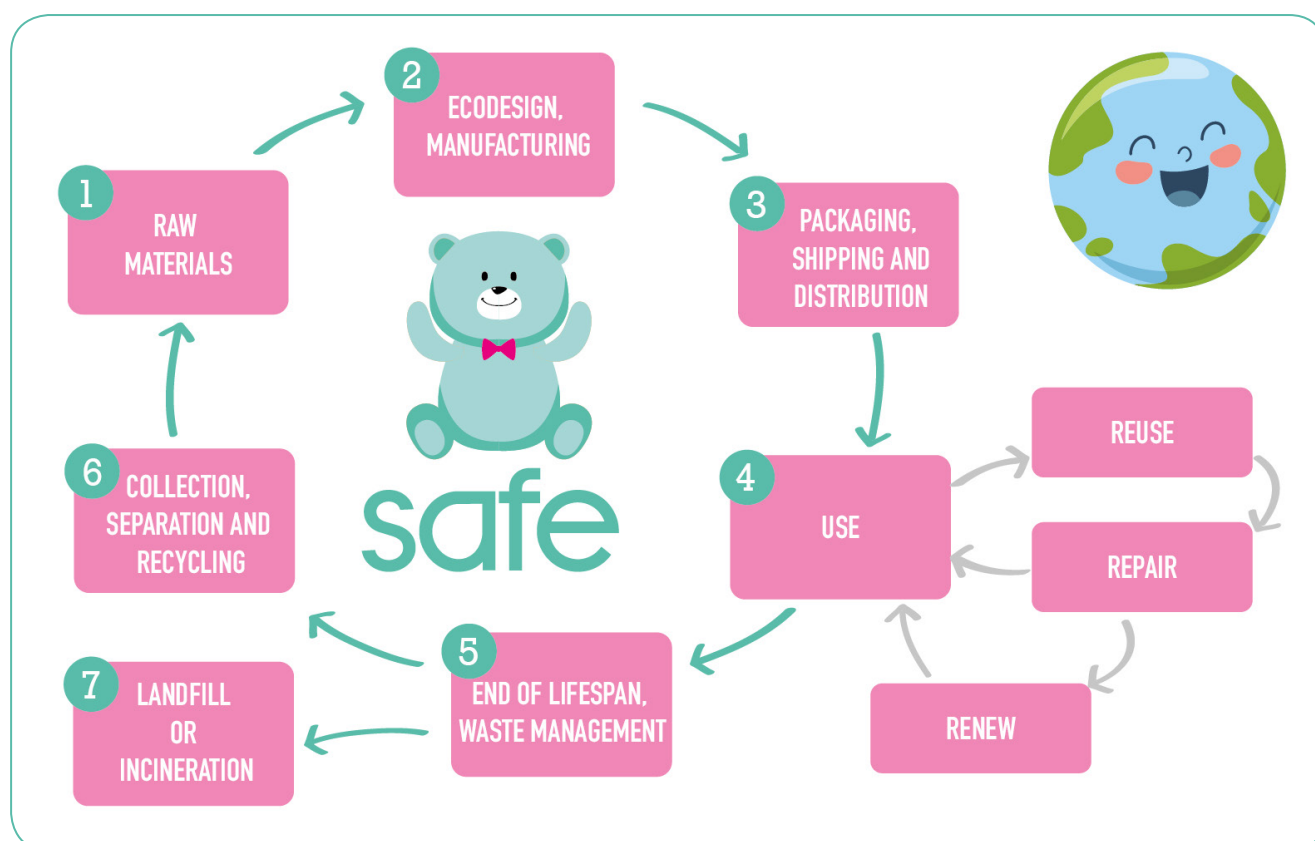 1
RAW
MATERIALS
2
ECODESIGN,
MANUFACTURING
3
PACKAGING,
SHIPPING AND
DISTRIBUTION
4
USE
REUSE
REPAIR
RENEW
5
END OF LIFESPAN,
WASTE MANAGEMENT
6
COLLECTION,
SEPARATION AND
RECYCLING
7
LANDFILL
OR
INCINERATION
safe